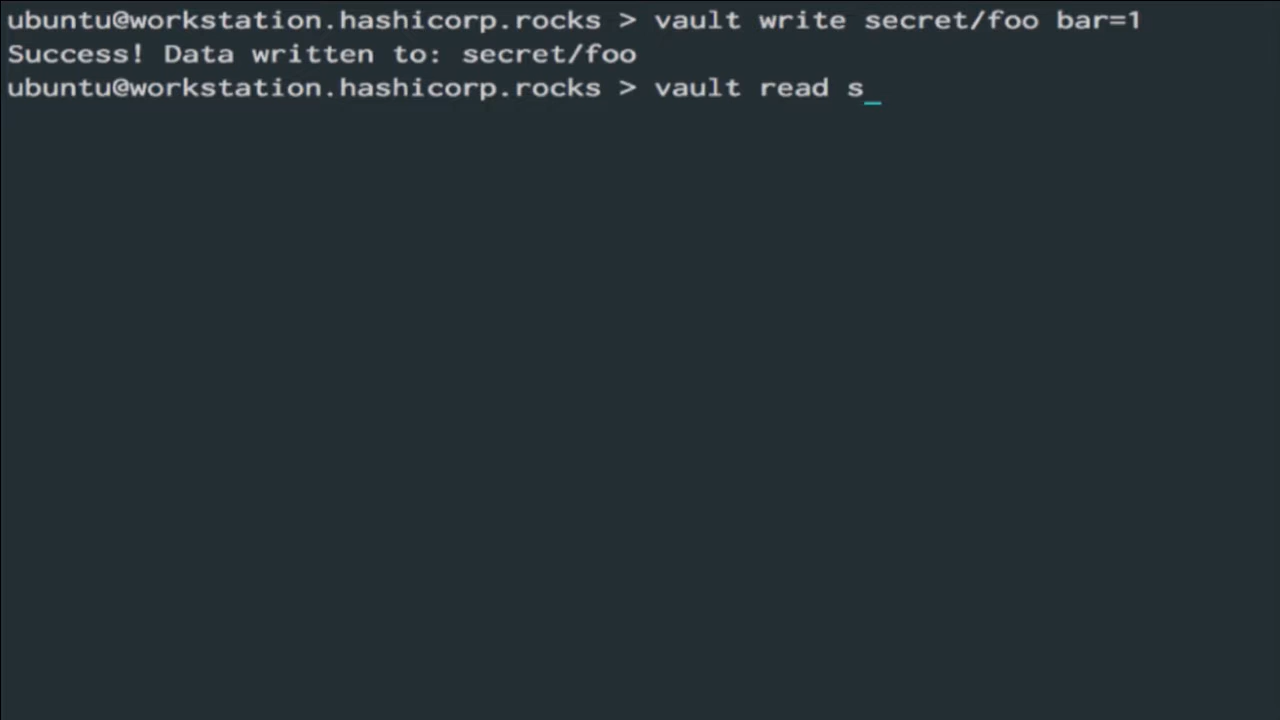 ubuntu@workstation.hashicorp.rocks > vault write secret/foo bar=1
Success! Data written to: secret/foo
ubuntu@workstation.hashicorp.rocks > vault read s_